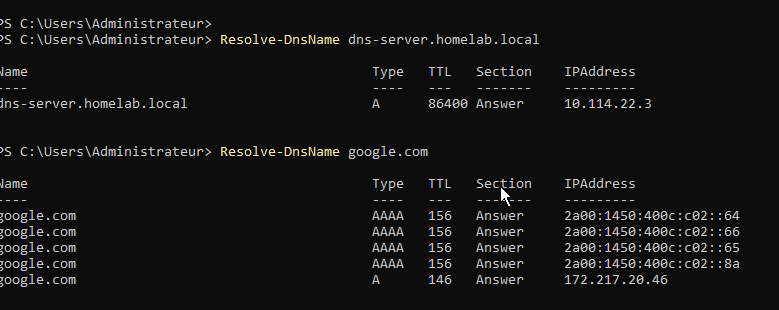 PS C:\Users\Administrateur>
PS C:\Users\Administrateur> Resolve-DnsName dns-server.homelab.local
Name Type TTL Section IPAddress
---- ---- --- ------- ---------
dns-server.homelab.local A 86400 Answer 10.114.22.3
PS C:\Users\Administrateur> Resolve-DnsName google.com
Name Type TTL Section IPAddress
---- ---- --- ------- ---------
google.com AAAA 156 Answer 2a00:1450:400c:c02::64
google.com AAAA 156 Answer 2a00:1450:400c:c02::66
google.com AAAA 156 Answer 2a00:1450:400c:c02::65
google.com AAAA 156 Answer 2a00:1450:400c:c02::8a
google.com A 146 Answer 172.217.20.46